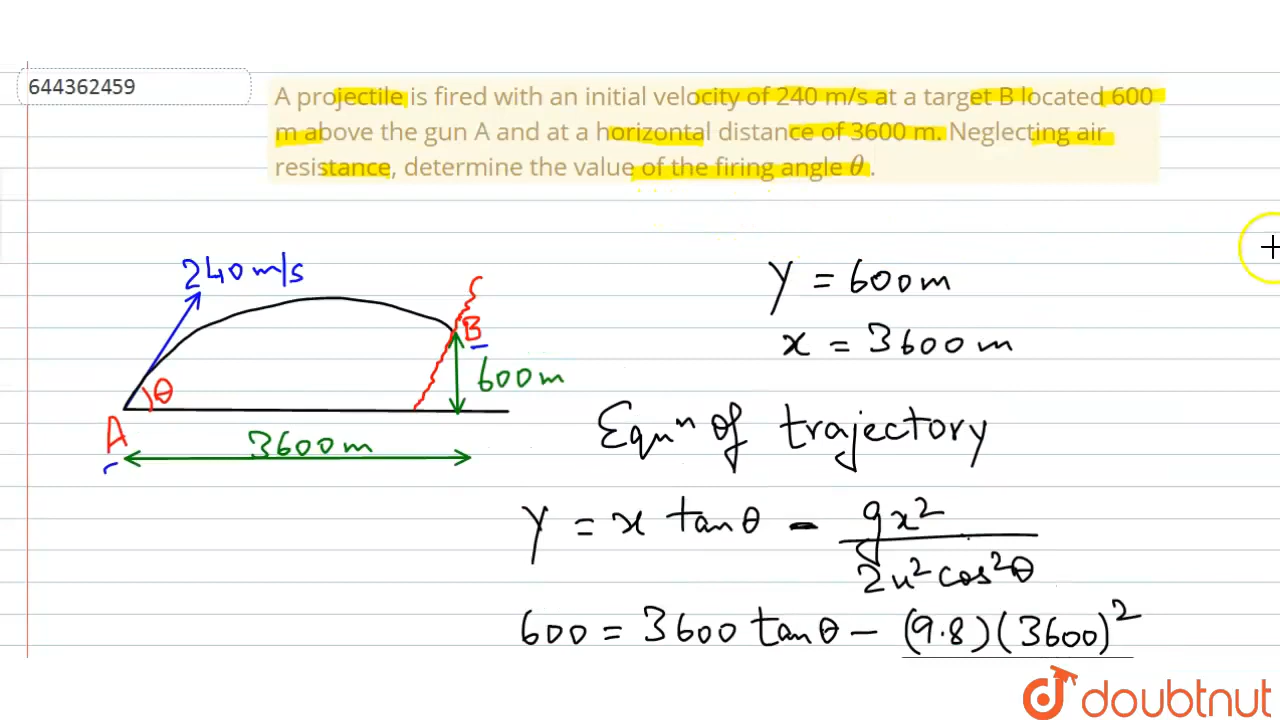 644362459
A projectile is fired with an initial velocity of 240 m/s at a target B located 600
m above the gun A and at a horizontal distance of 3600 m. Neglecting air
resistance, determine the value of the firing angle θ .
240 m/s
B
600m
θ
A
3600m
y = 600m
x = 3600m
Equnⁿ of trajectory
y = x tanθ - gx²
2u²cos²θ
600 = 3600 tanθ - (9.8)(3600)²
doubtnut